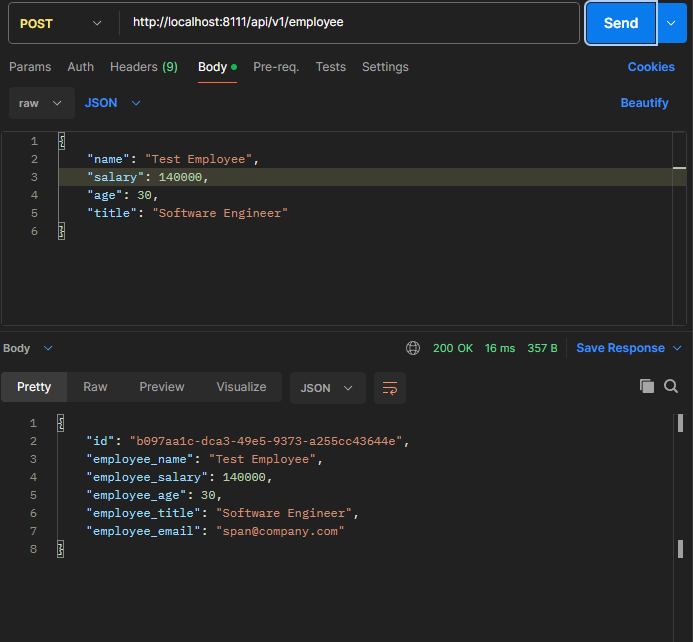 POST http://localhost:8111/api/v1/employee Send
Params Auth Headers (9) Body Pre-req. Tests Settings Cookies
raw JSON Beautify
1 {
2 "name": "Test Employee",
3 "salary": 140000,
4 "age": 30,
5 "title": "Software Engineer"
6 }
Body 200 OK 16 ms 357 B Save Response
Pretty Raw Preview Visualize JSON
1 {
2 "id": "b097aa1c-dca3-49e5-9373-a255cc43644e",
3 "employee_name": "Test Employee",
4 "employee_salary": 140000,
5 "employee_age": 30,
6 "employee_title": "Software Engineer",
7 "employee_email": "span@company.com"
8 }